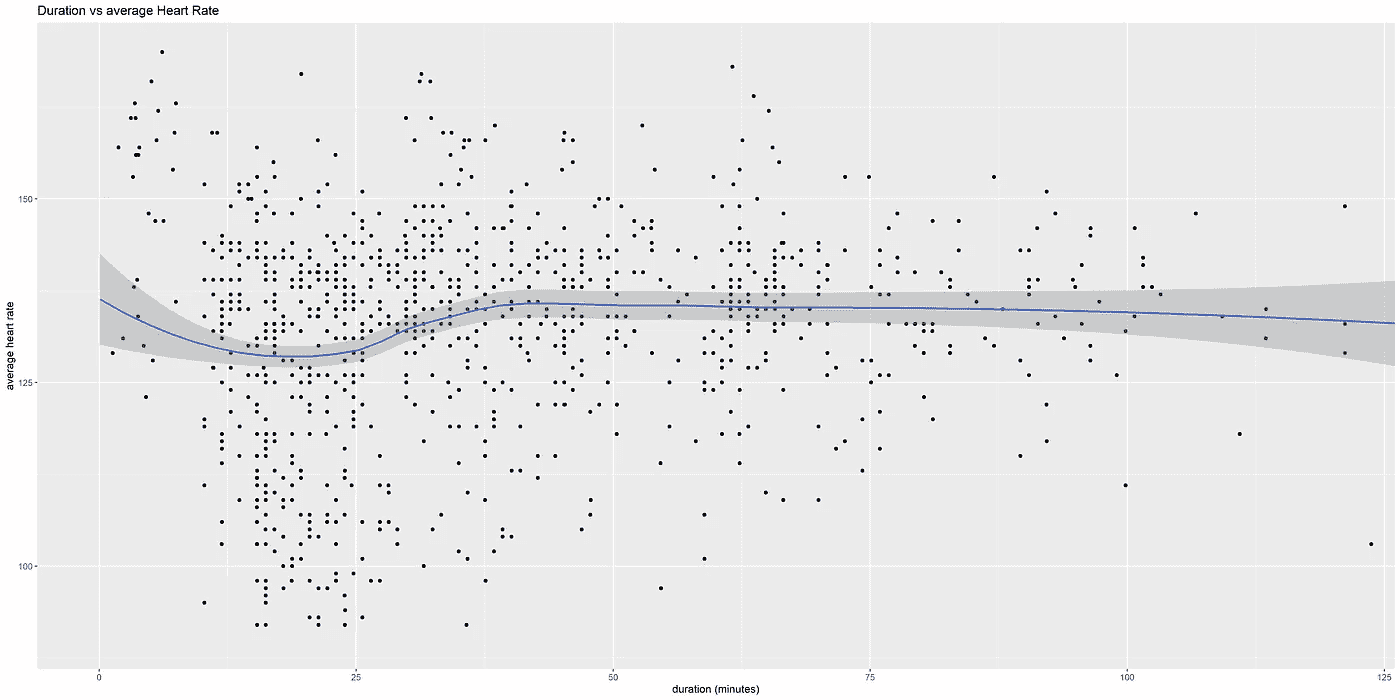 Duration vs average Heart Rate
150
125
100
average heart rate
0 25 50 75 100 125
duration (minutes)